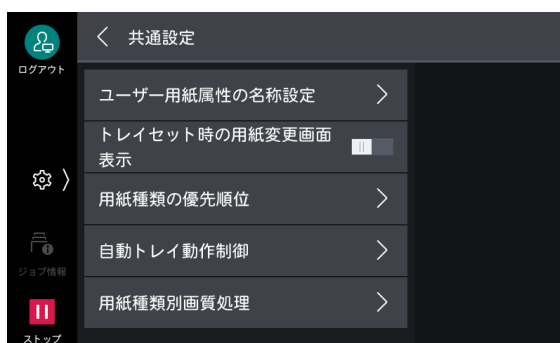 共通設定
ログアウト
ユーザー用紙属性の名称設定
トレイセット時の用紙変更画面
表示
用紙種類の優先順位
自動トレイ動作制御
ジョブ情報
用紙種類別画質処理
ストップ